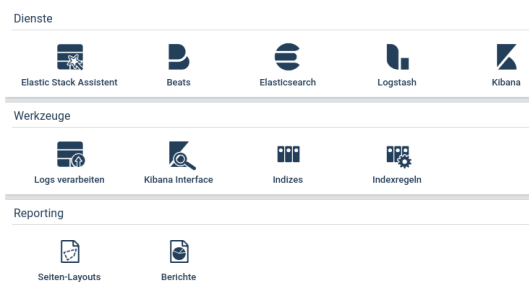 Dienste
Elastic Stack Assistent Beats Elasticsearch Logstash Kibana
Werkzeuge
Logs verarbeiten Kibana Interface Indizes Indexregeln
Reporting
Seiten-Layouts Berichte